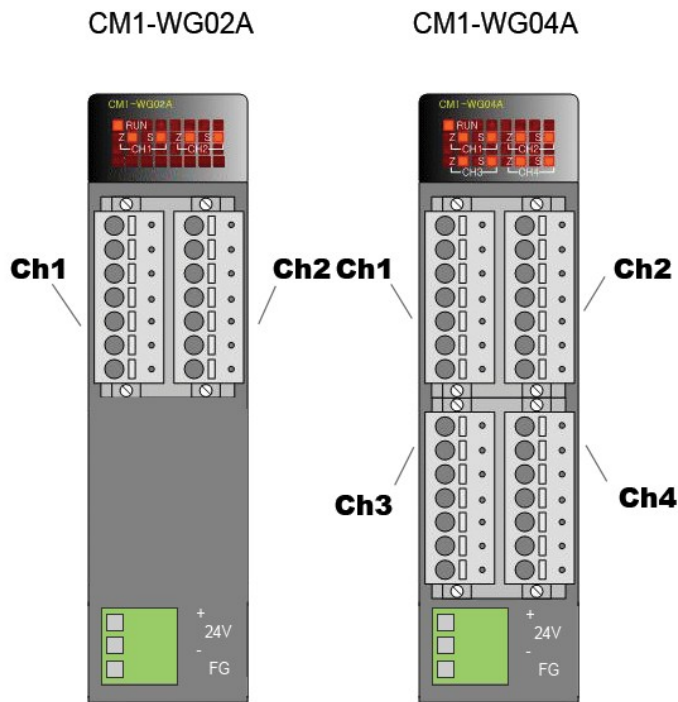 CM1-WG02A CM1-WG04A
CM1-WG02A
RUN
Z S Z S
CH1 CH2
CM1-WG04A
RUN
Z S Z S
CH1 CH2
Z S Z S
CH3 CH4
Ch1
Ch2
Ch1
Ch2
Ch3
Ch4
+
24V
-
FG
+
24V
-
FG